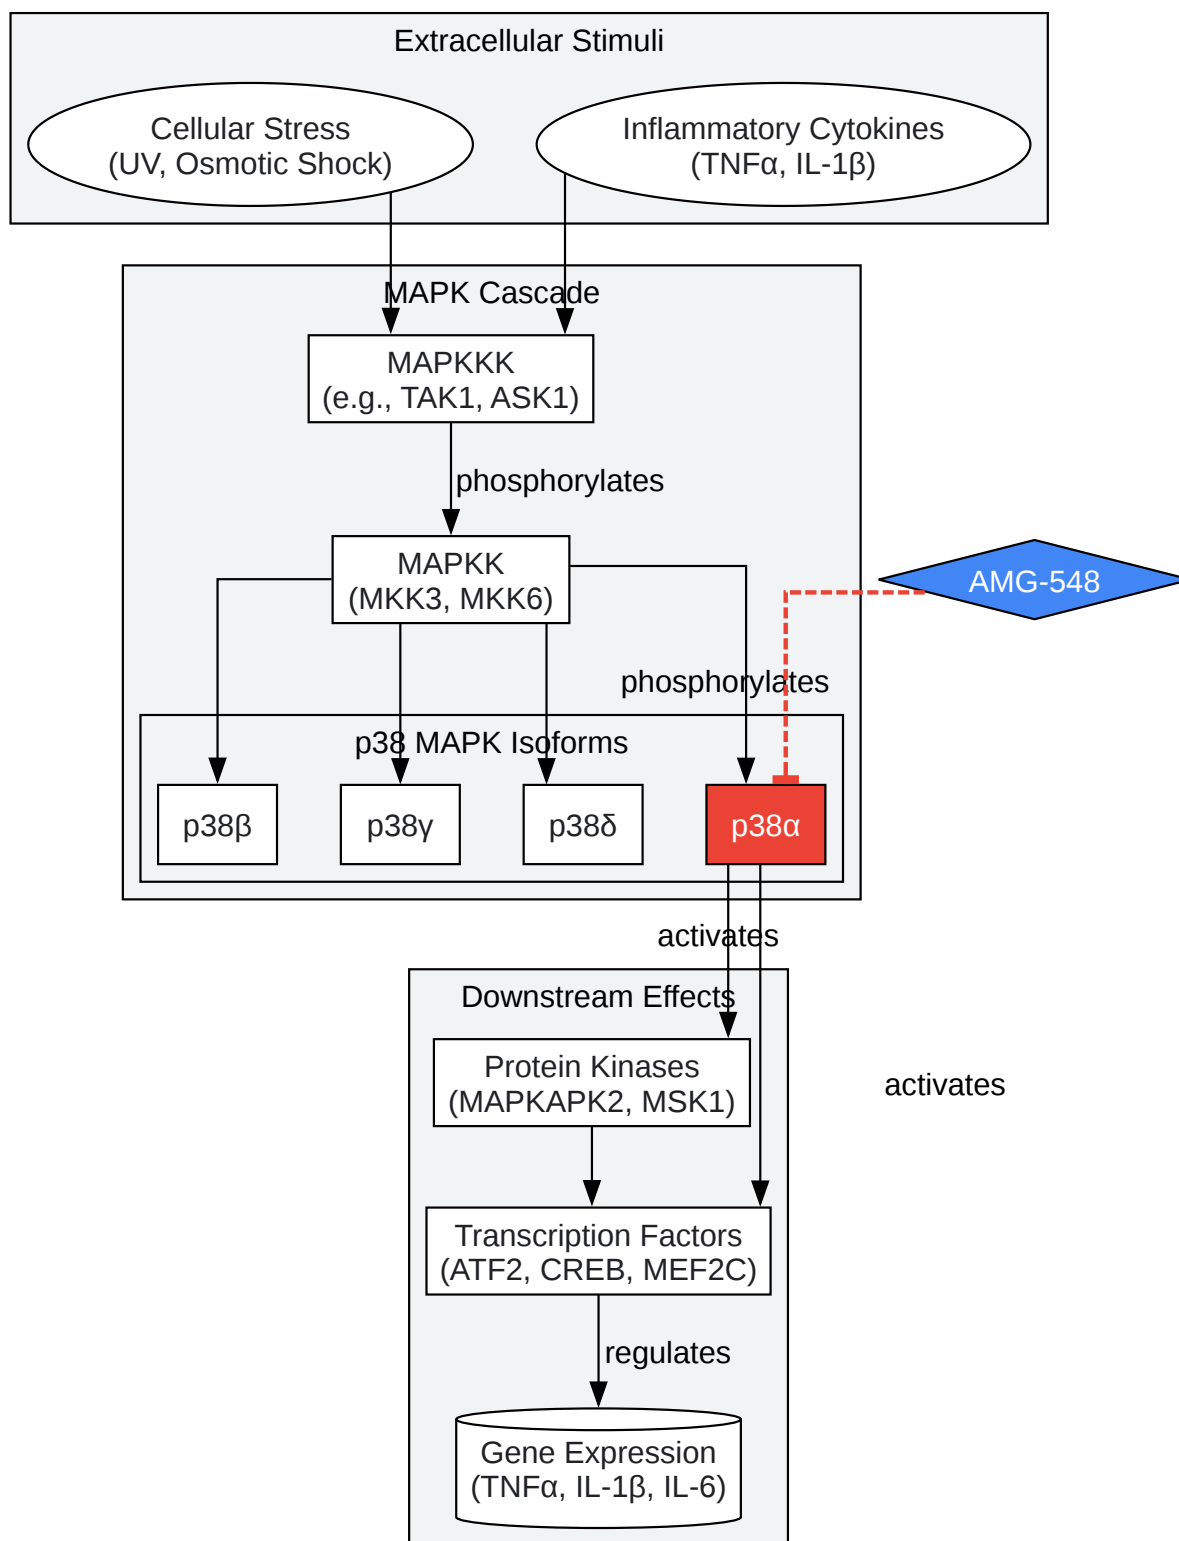 Extracellular Stimuli
Cellular Stress
(UV, Osmotic Shock)
Inflammatory Cytokines
(TNFα, IL-1β)
MAPK Cascade
MAPKKK
(e.g., TAK1, ASK1)
phosphorylates
MAPKK
(MKK3, MKK6)
AMG-548
phosphorylates
p38 MAPK Isoforms
p38β
p38γ
p38δ
p38α
activates
Downstream Effects
Protein Kinases
(MAPKAPK2, MSK1)
activates
Transcription Factors
(ATF2, CREB, MEF2C)
regulates
Gene Expression
(TNFα, IL-1β, IL-6)